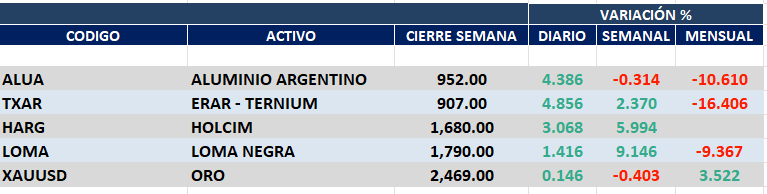 VARIACIÓN %
CODIGO ACTIVO CIERRE SEMANA DIARIO SEMANAL MENSUAL
ALUA ALUMINIO ARGENTINO 952.00 4.386 -0.314 -10.610
TXAR ERAR - TERNIUM 907.00 4.856 2.370 -16.406
HARG HOLCIM 1,680.00 3.068 5.994
LOMA LOMA NEGRA 1,790.00 1.416 9.146 -9.367
XAUUSD ORO 2,469.00 0.146 -0.403 3.522